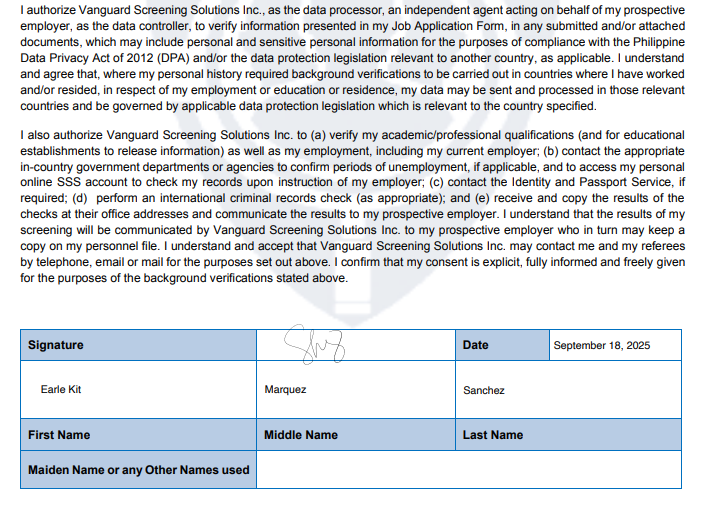 I authorize Vanguard Screening Solutions Inc., as the data processor, an independent agent acting on behalf of my prospective
employer, as the data controller, to verify information presented in my Job Application Form, in any submitted and/or attached
documents, which may include personal and sensitive personal information for the purposes of compliance with the Philippine
Data Privacy Act of 2012 (DPA) and/or the data protection legislation relevant to another country, as applicable. I understand
and agree that, where my personal history required background verifications to be carried out in countries where I have worked
and/or resided, in respect of my employment or education or residence, my data may be sent and processed in those relevant
countries and be governed by applicable data protection legislation which is relevant to the country specified.
I also authorize Vanguard Screening Solutions Inc. to (a) verify my academic/professional qualifications (and for educational
establishments to release information) as well as my employment, including my current employer; (b) contact the appropriate
in-country government departments or agencies to confirm periods of unemployment, if applicable, and to access my personal
online SSS account to check my records upon instruction of my employer; (c) contact the Identity and Passport Service, if
required; (d) perform an international criminal records check (as appropriate); and (e) receive and copy the results of the
checks at their office addresses and communicate the results to my prospective employer. I understand that the results of my
screening will be communicated by Vanguard Screening Solutions Inc. to my prospective employer who in turn may keep a
copy on my personnel file. I understand and accept that Vanguard Screening Solutions Inc. may contact me and my referees
by telephone, email or mail for the purposes set out above. I confirm that my consent is explicit, fully informed and freely given
for the purposes of the background verifications stated above.
Signature Date September 18, 2025
Earle Kit Marquez Sanchez
First Name Middle Name Last Name
Maiden Name or any Other Names used